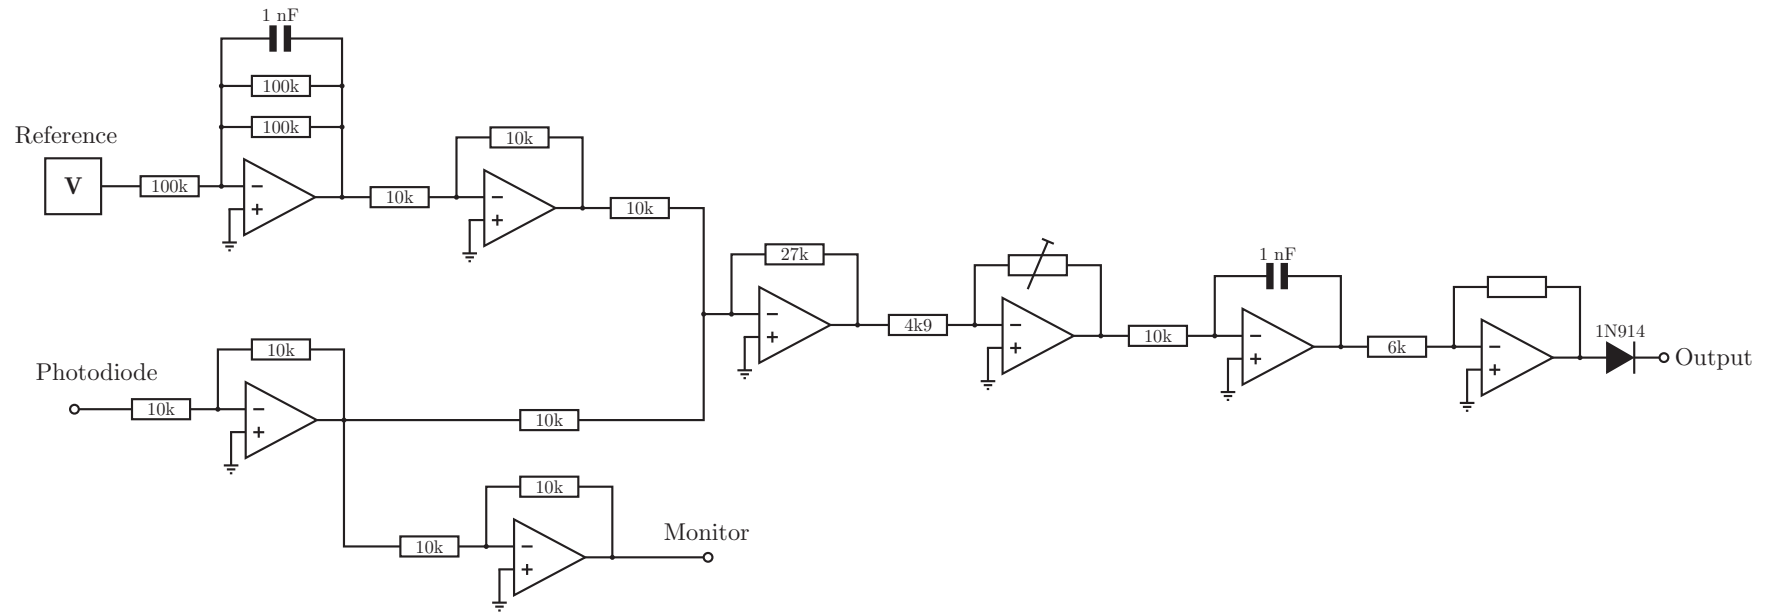 1 nF
100k
100k
Reference
V
100k
10k
10k
10k
27k
4k9
10k
1 nF
6k
1N914
Output
Photodiode
10k
10k
10k
10k
10k
Monitor